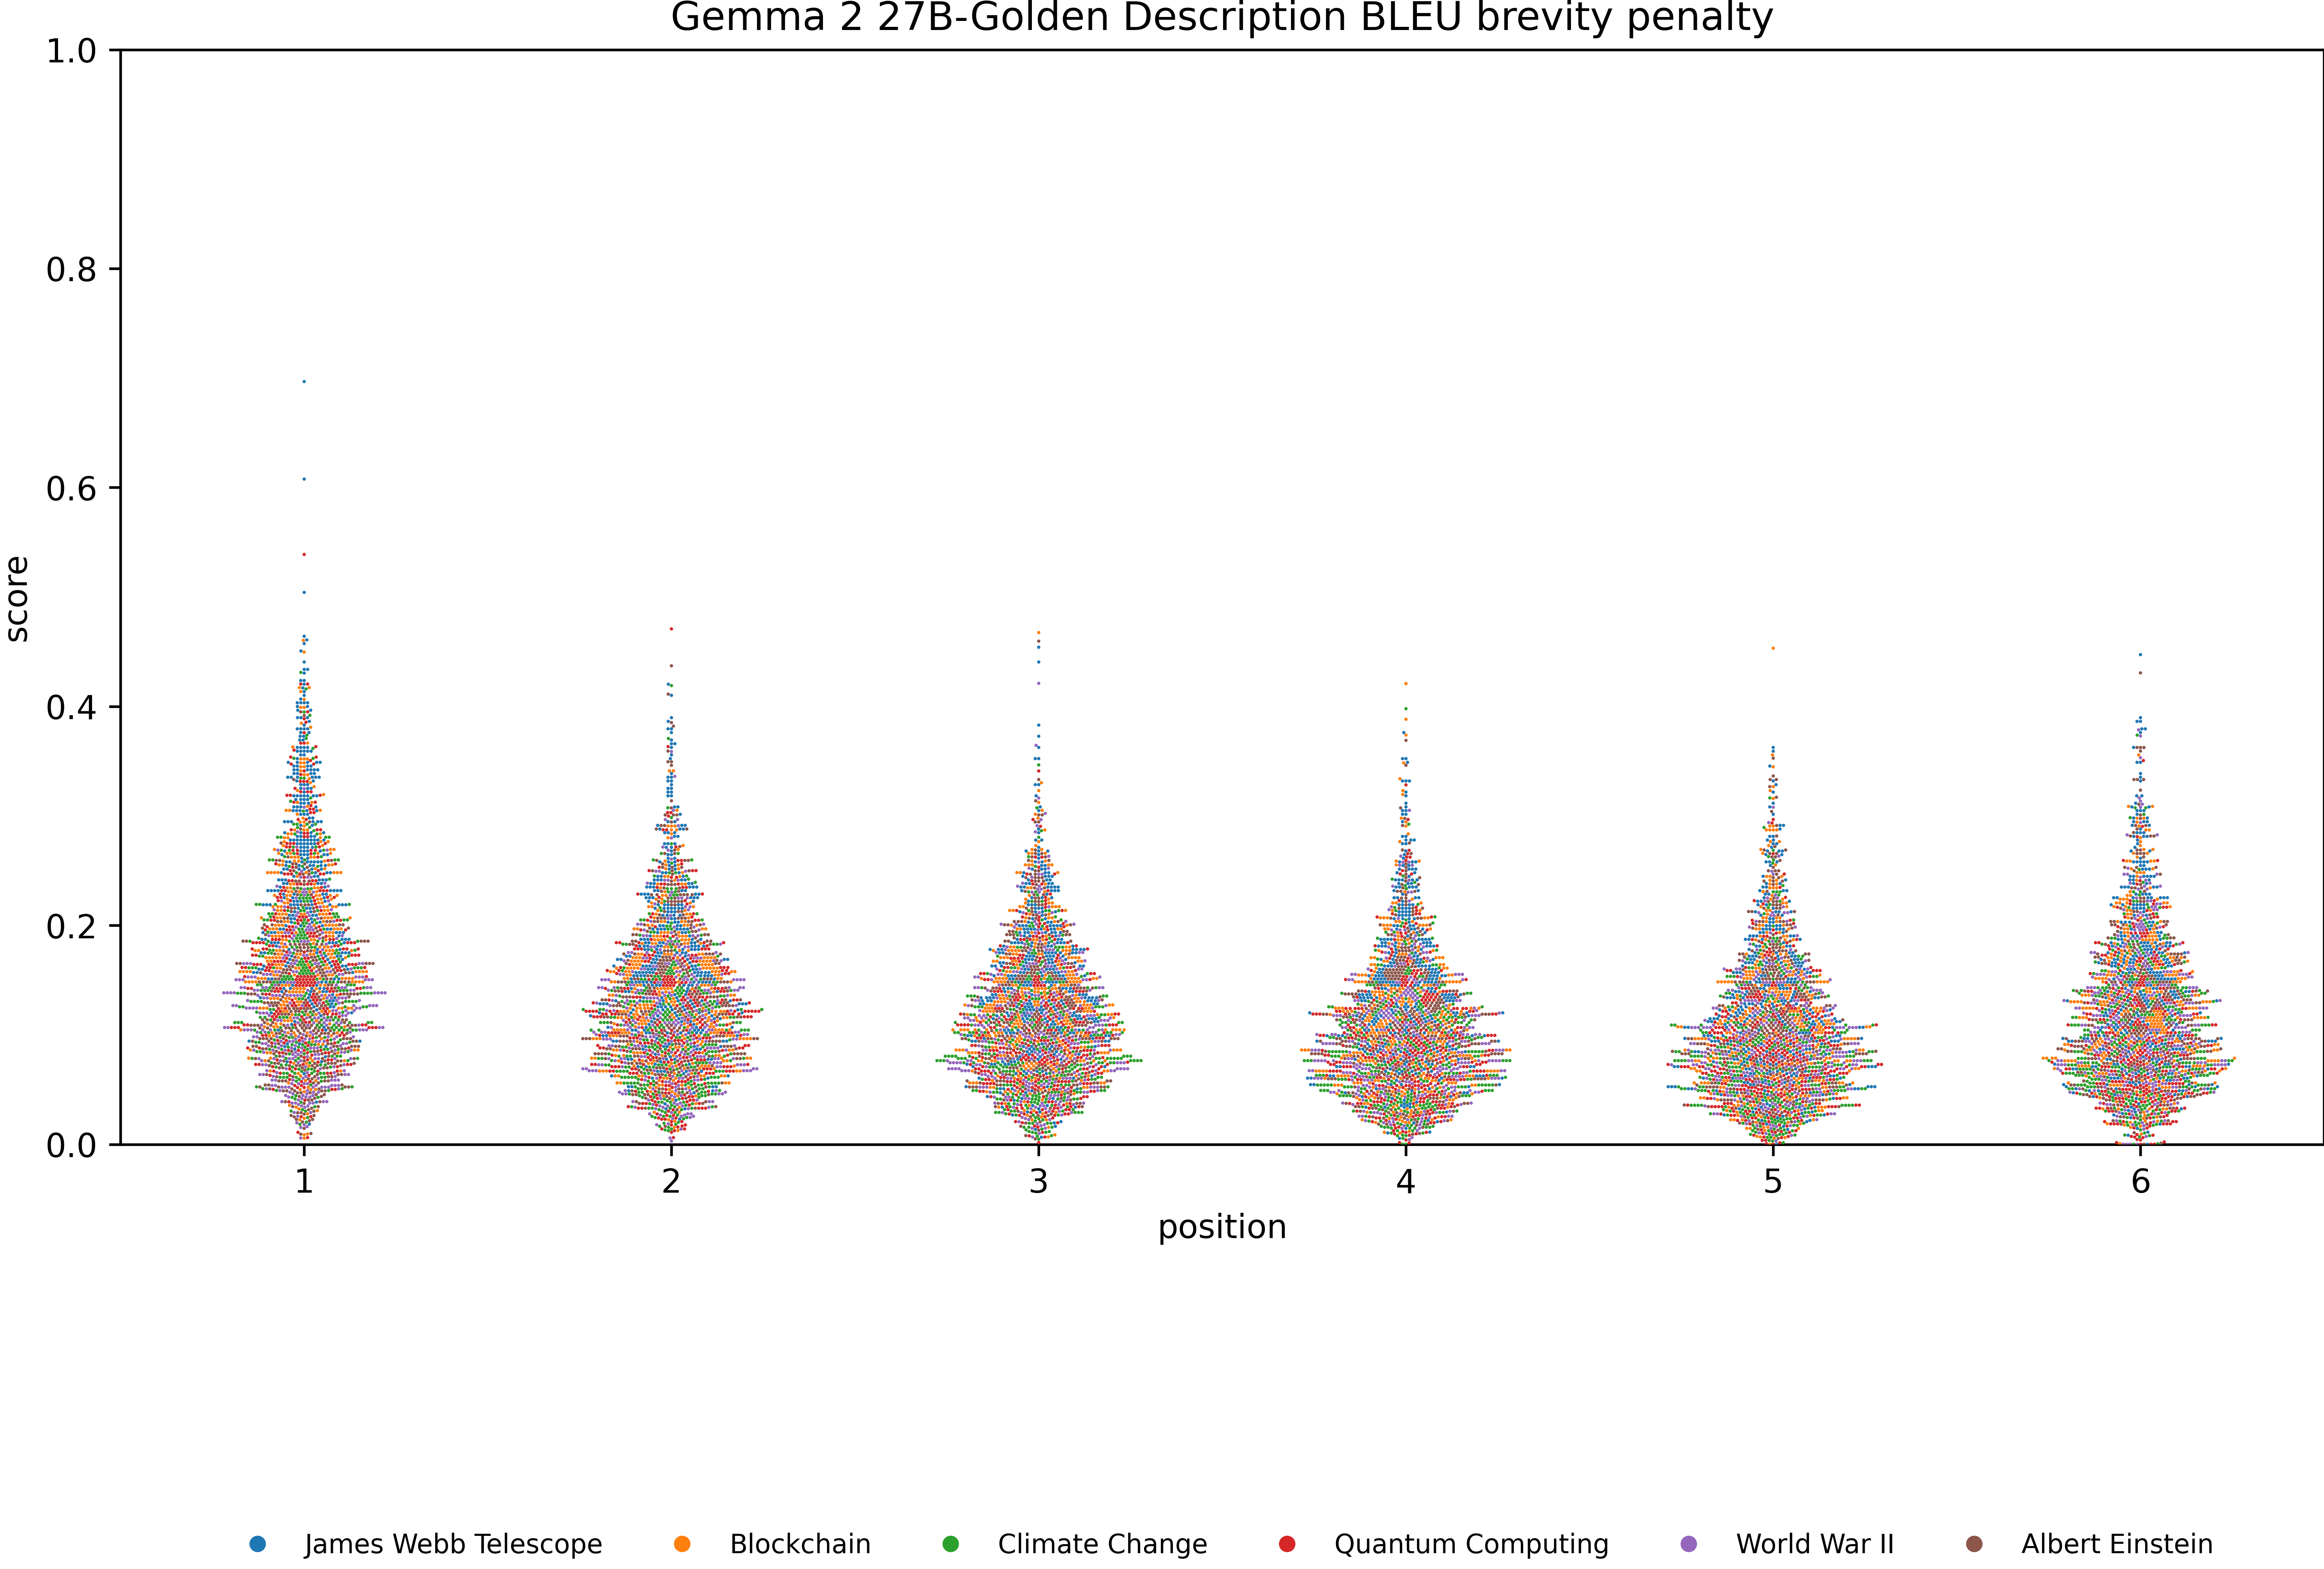 Gemma 2 27B-Golden Description BLEU brevity penalty
1.0
0.8
0.6
0.4
0.2
0.0
score
1 2 3 4 5 6
position
James Webb Telescope Blockchain Climate Change Quantum Computing World War II Albert Einstein